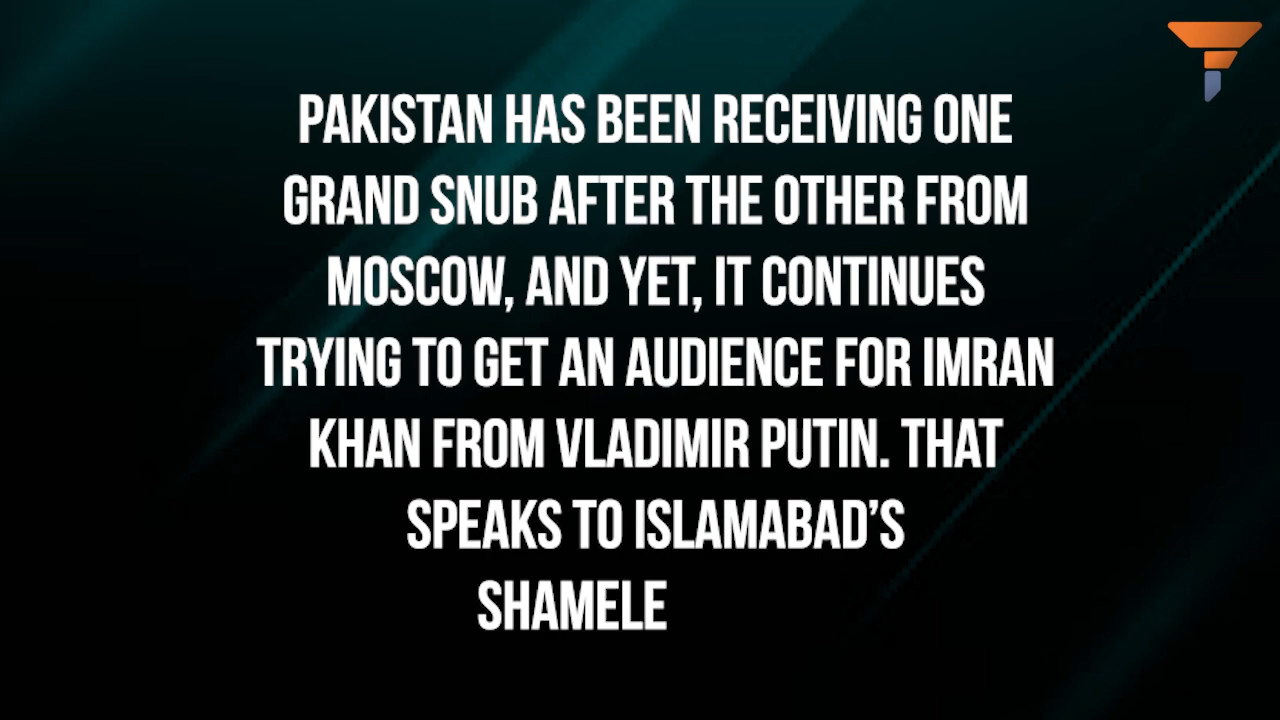 PAKISTAN HAS BEEN RECEIVING ONE
GRAND SNUB AFTER THE OTHER FROM
MOSCOW, AND YET, IT CONTINUES
TRYING TO GET AN AUDIENCE FOR IMRAN
KHAN FROM VLADIMIR PUTIN. THAT
SPEAKS TO ISLAMABAD’S
SHAMELE